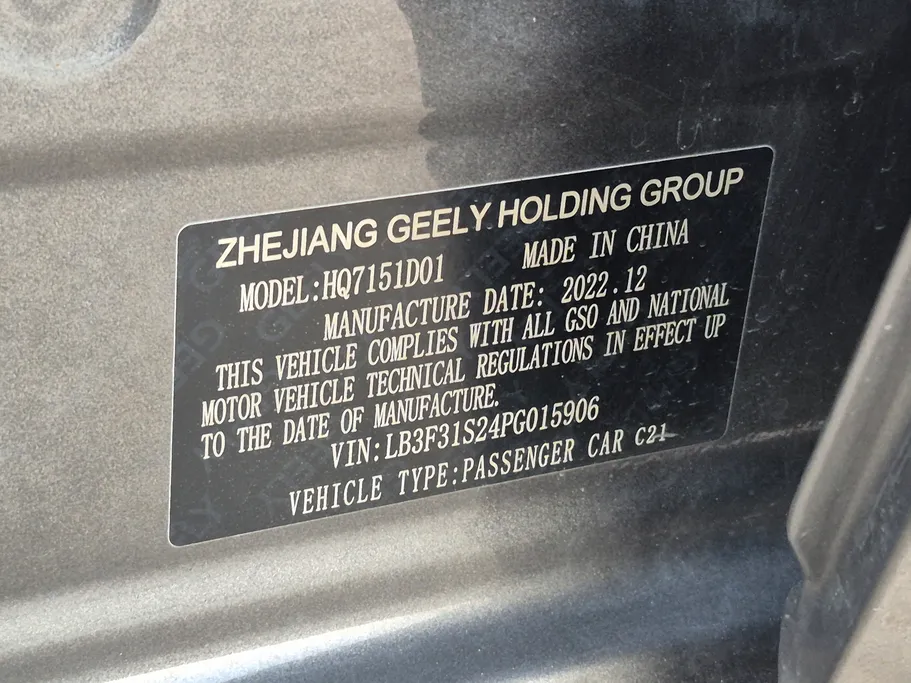 ZHEJIANG GEELY HOLDING GROUP
MODEL:HQ7151D01 MADE IN CHINA
MANUFACTURE DATE: 2022.12
THIS VEHICLE COMPLIES WITH ALL GSO AND NATIONAL
MOTOR VEHICLE TECHNICAL REGULATIONS IN EFFECT UP
TO THE DATE OF MANUFACTURE.
VIN:LB3F31S24PG015906
VEHICLE TYPE:PASSENGER CAR C21